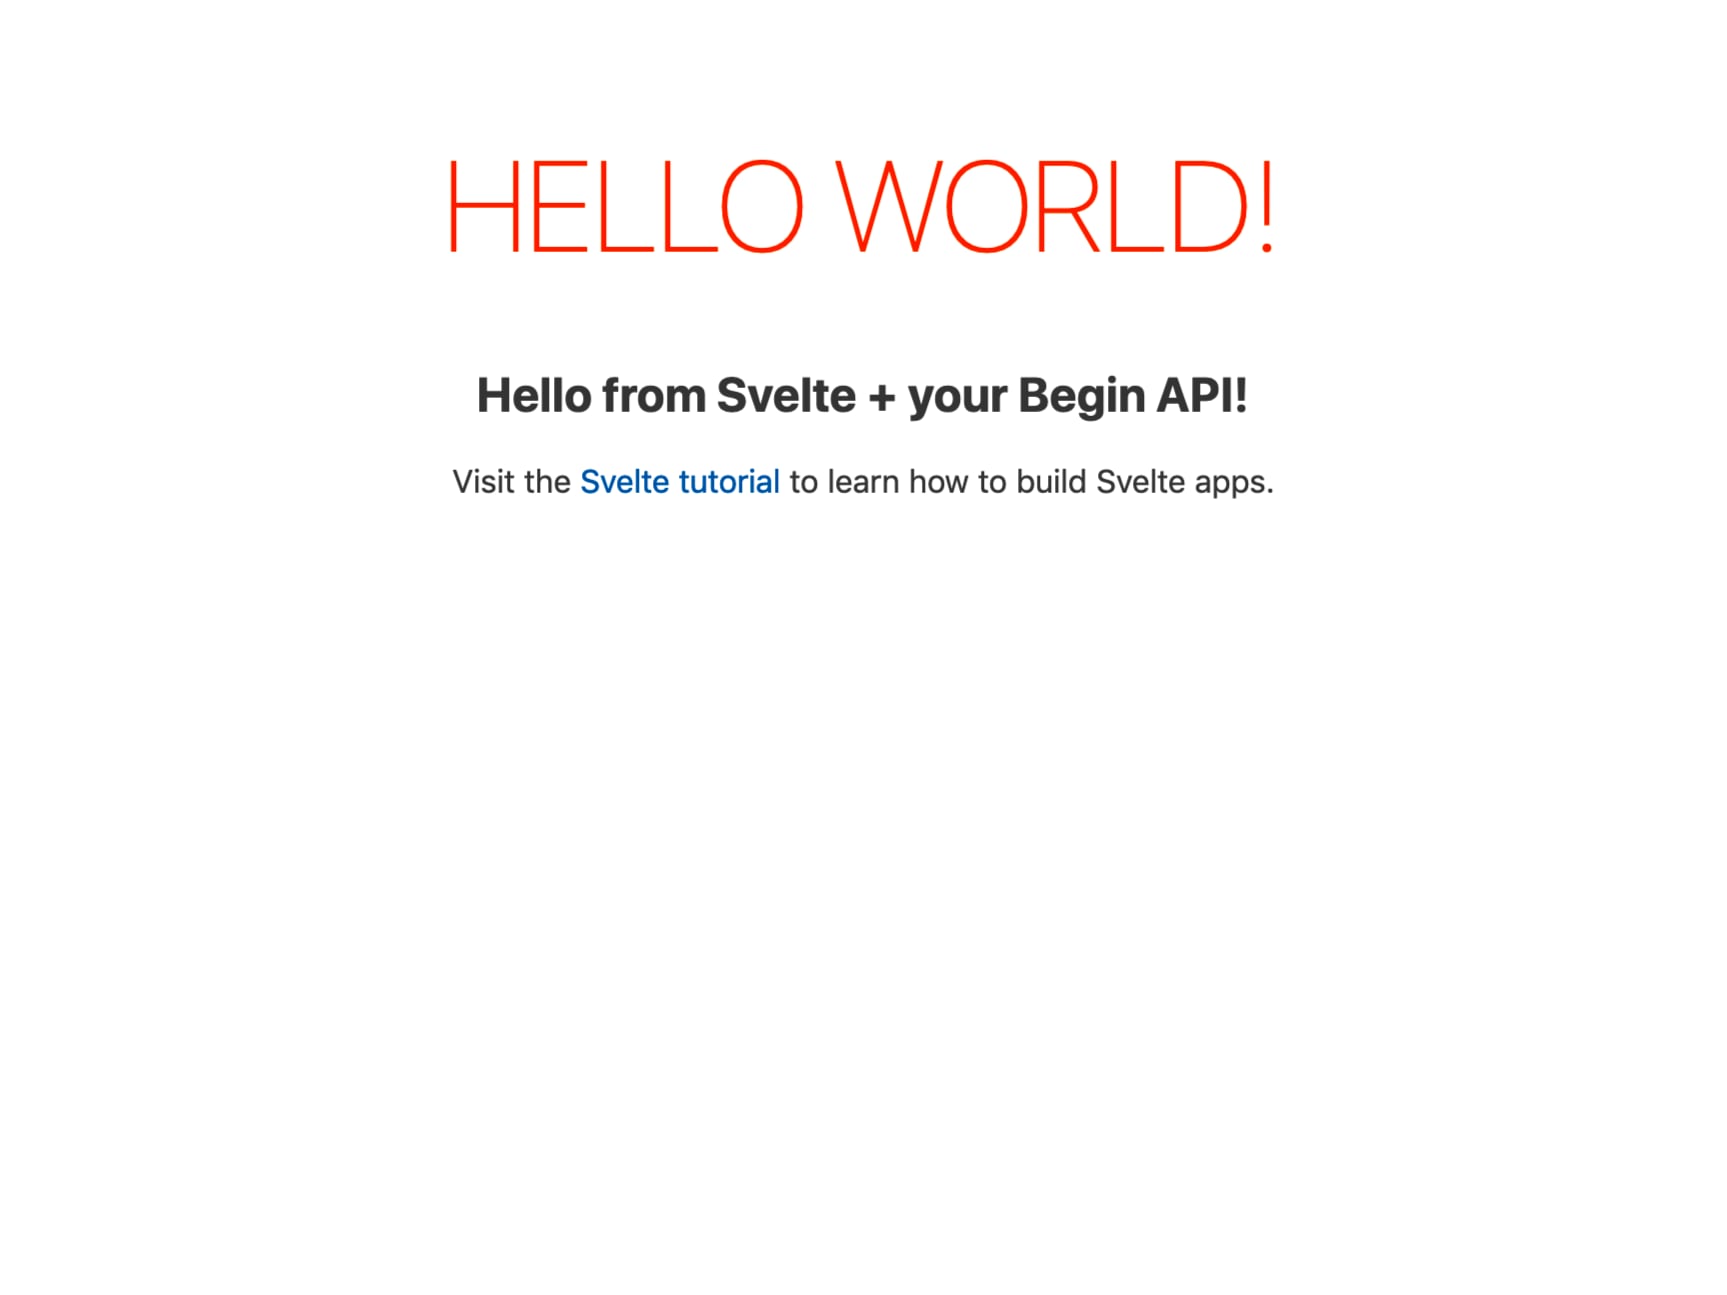 HELLO WORLD!
Hello from Svelte + your Begin API!
Visit the Svelte tutorial to learn how to build Svelte apps.